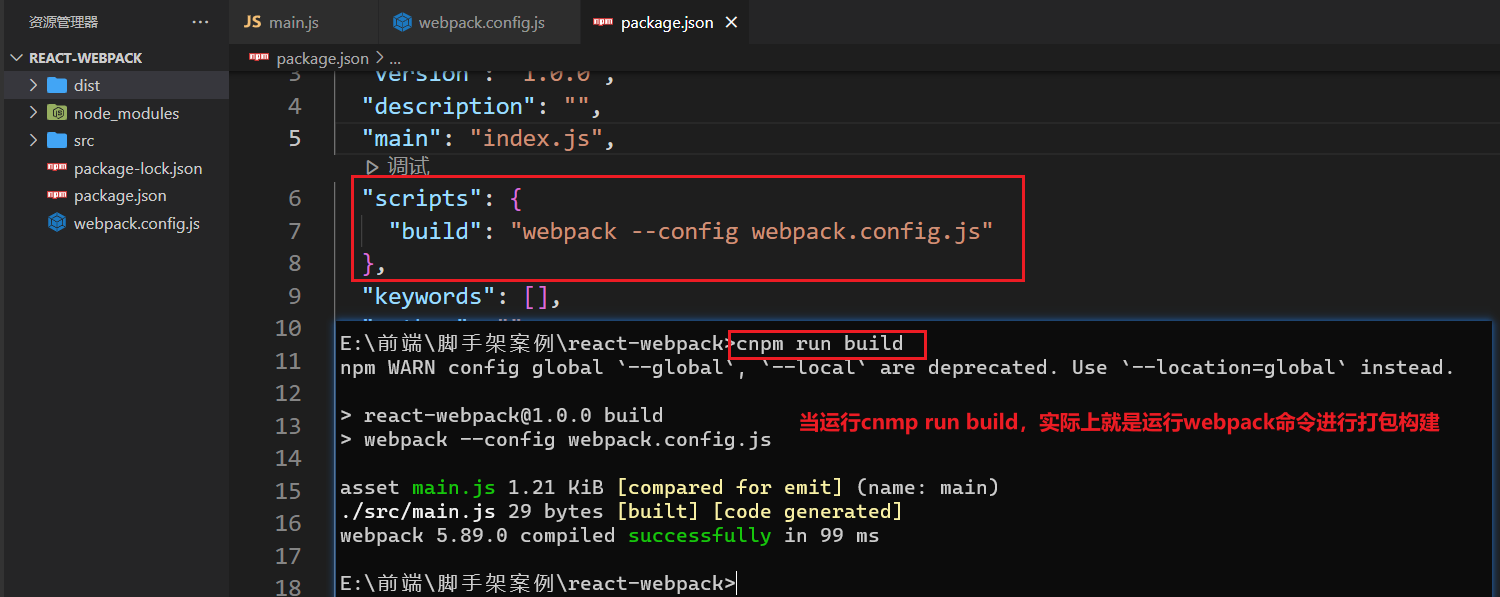 资源管理器 ...
JS main.js webpack.config.js npm package.json ×
REACT-WEBPACK
npm package.json > ...
dist
node_modules
src
npm package-lock.json
npm package.json
webpack.config.js
3 "version": "1.0.0",
4 "description": "",
5 "main": "index.js",
调试
6 "scripts": {
7 "build": "webpack --config webpack.config.js"
8 },
9 "keywords": [],
10
11
12
13
14
15
16
17
18
E:\前端\脚手架案例\react-webpack>cnpm run build
npm WARN config global `--global`, `--local` are deprecated. Use `--location=global` instead.
> react-webpack@1.0.0 build
> webpack --config webpack.config.js
当运行cnmp run build，实际上就是运行webpack命令进行打包构建
asset main.js 1.21 KiB [compared for emit] (name: main)
./src/main.js 29 bytes [built] [code generated]
webpack 5.89.0 compiled successfully in 99 ms
E:\前端\脚手架案例\react-webpack>